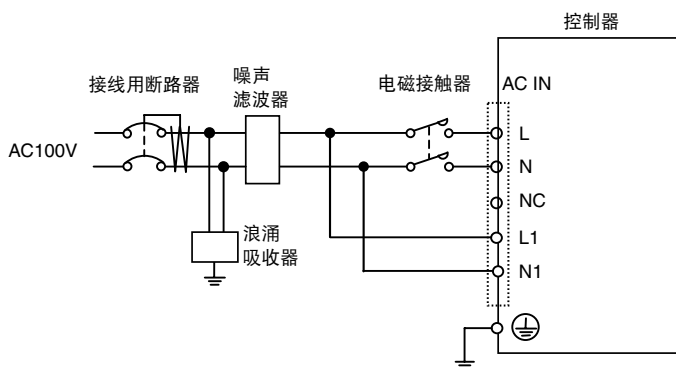 控制器
接线用断路器
噪声
滤波器
电磁接触器
AC IN
AC100V
L
N
NC
L1
N1
浪涌
吸收器